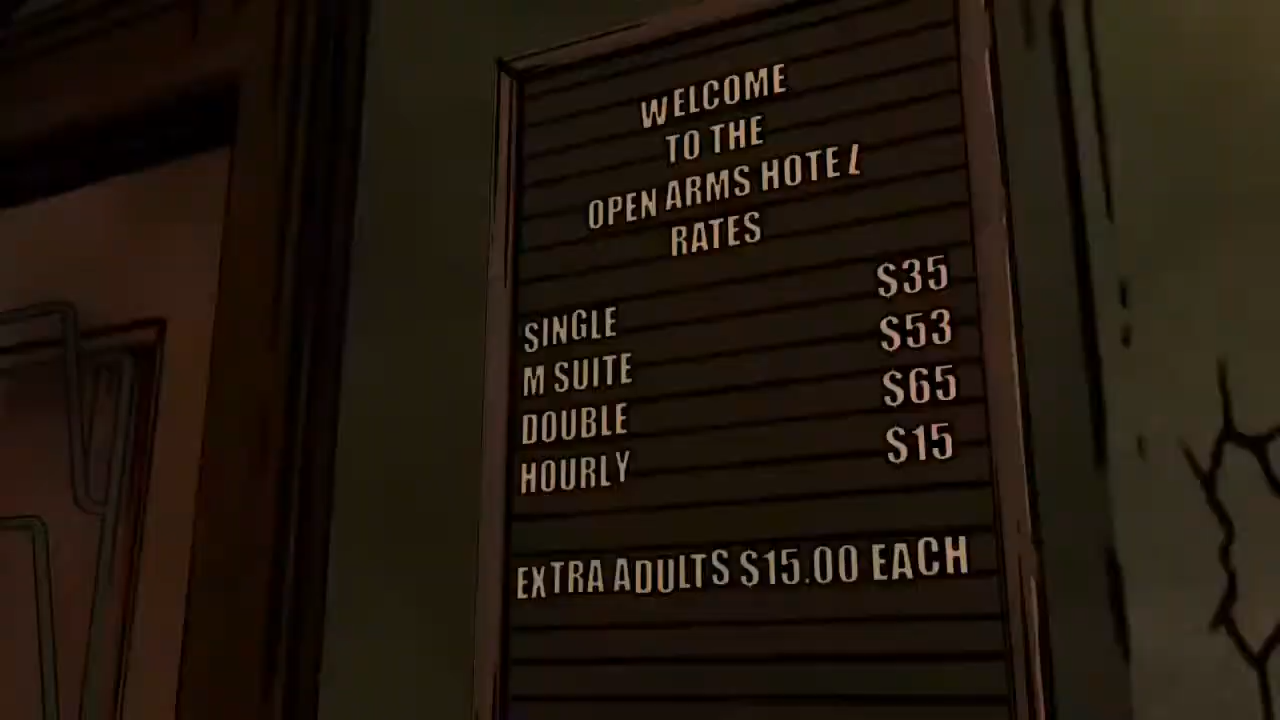 WELCOME
TO THE
OPEN ARMS HOTEL
RATES
SINGLE $35
M SUITE $53
DOUBLE $65
HOURLY $15
EXTRA ADULTS $15.00 EACH